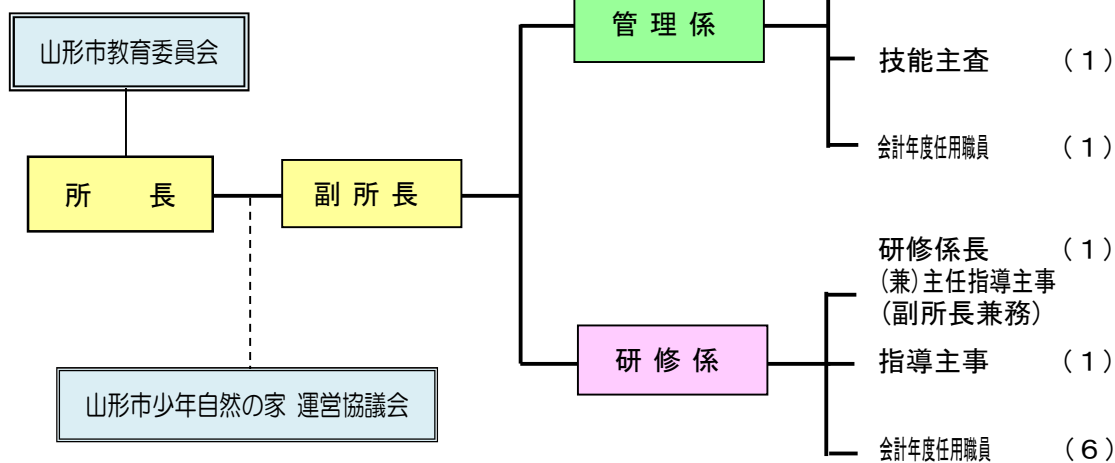 山形市教育委員会
所　長
副所長
管理係
技能主査 （１）
会計年度任用職員 （１）
研修係長 （１）
(兼)主任指導主事
(副所長兼務)
研修係
指導主事 （１）
会計年度任用職員 （６）
山形市少年自然の家 運営協議会